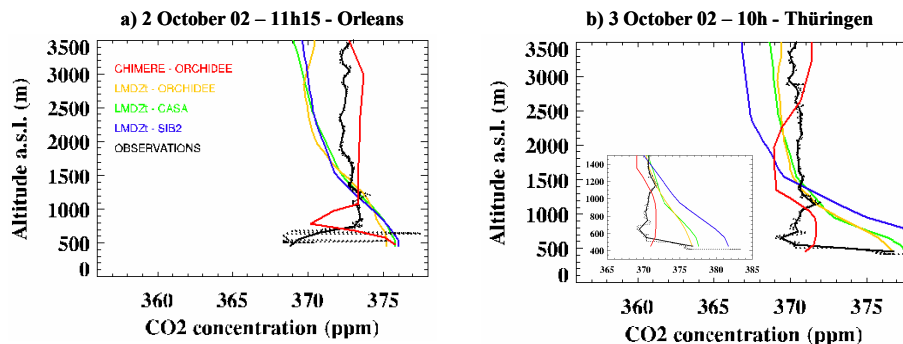 a) 2 October 02 – 11h15 - Orleans
3500
3000
2500
2000
1500
1000
500
0
Altitude a.s.l. (m)
CHIMERE - ORCHIDEE
LMDZt - ORCHIDEE
LMDZt - CASA
LMDZt - SIB2
OBSERVATIONS
360 365 370 375
CO2 concentration (ppm)
b) 3 October 02 – 10h - Thüringen
3500
3000
2500
2000
1500
1000
500
0
Altitude a.s.l. (m)
1400
1200
1000
800
600
400
365 370 375 380 385
360 365 370 375
CO2 concentration (ppm)